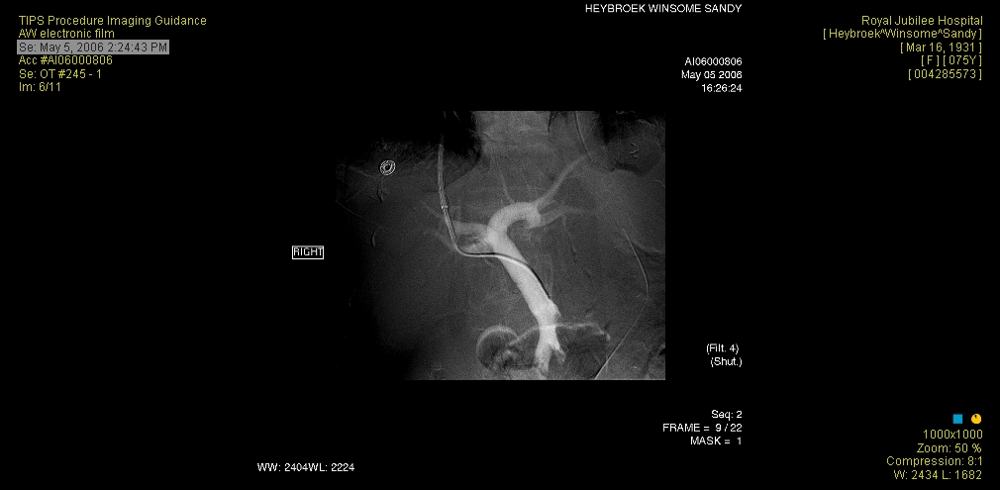 HEYBROEK WINSOME SANDY
TIPS Procedure Imaging Guidance
AW electronic film
Se: May 5, 2006 2:24:43 PM
Acc #AI06000806
Se: OT #245 - 1
Im: 6/11
Royal Jubilee Hospital
[ Heybroek^Winsome^Sandy ]
[ Mar 16, 1931 ]
[ F ] [ 075Y ]
[ 004285573 ]
AI06000806
May 05 2006
16:26:24
RIGHT
(Filt. 4)
(Shut.)
Seq: 2
FRAME = 9 / 22
MASK = 1
WW: 2404WL: 2224
1000x1000
Zoom: 50 %
Compression: 8:1
W: 2434 L: 1682